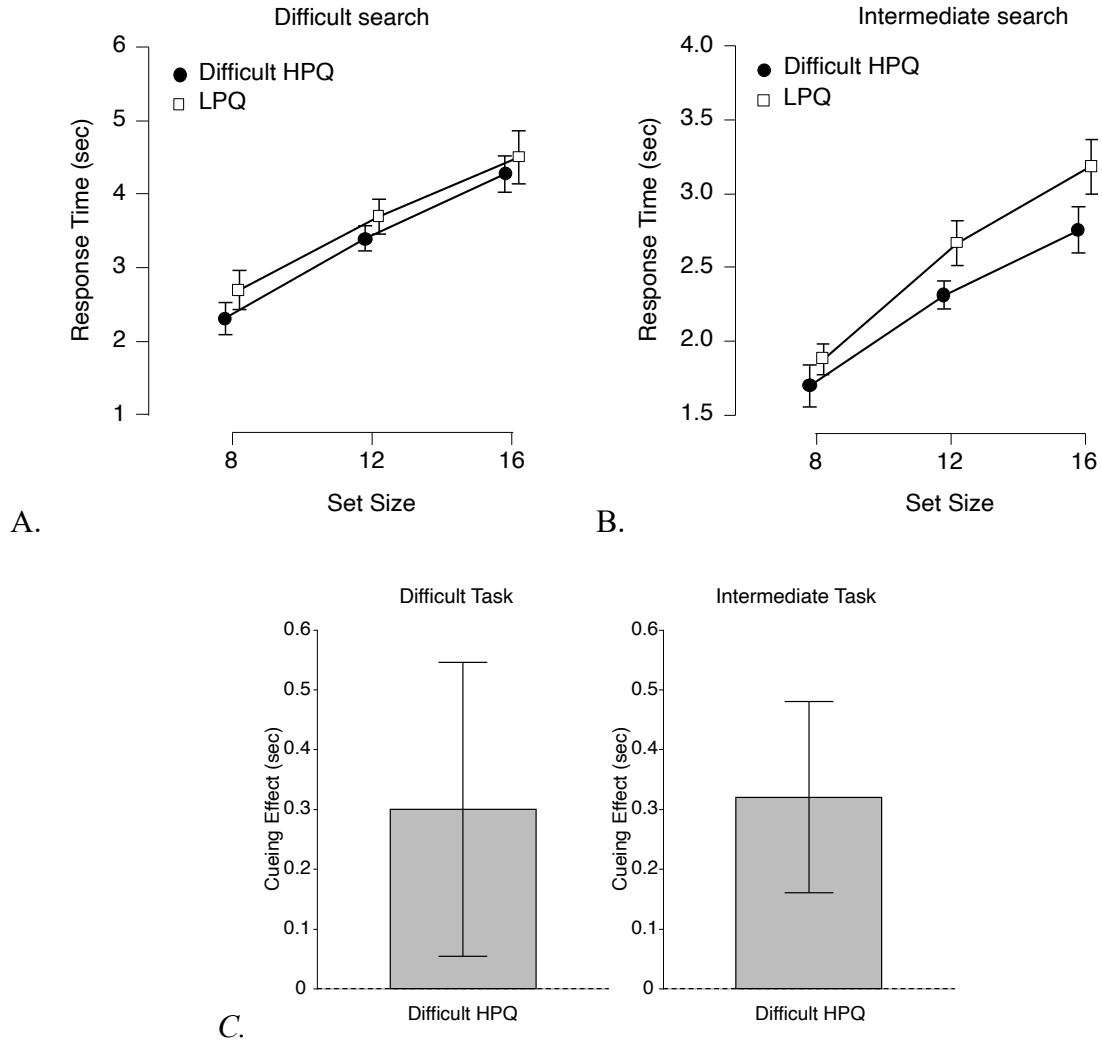 Difficult search
6
5
4
3
2
1
Response Time (sec)
Difficult HPQ
LPQ
8 12 16
Set Size
A.
Intermediate search
4.0
3.5
3.0
2.5
2.0
1.5
Response Time (sec)
Difficult HPQ
LPQ
8 12 16
Set Size
B.
Difficult Task
0.6
0.5
0.4
0.3
0.2
0.1
0
Cueing Effect (sec)
Difficult HPQ
Intermediate Task
0.6
0.5
0.4
0.3
0.2
0.1
0
Cueing Effect (sec)
Difficult HPQ
C.